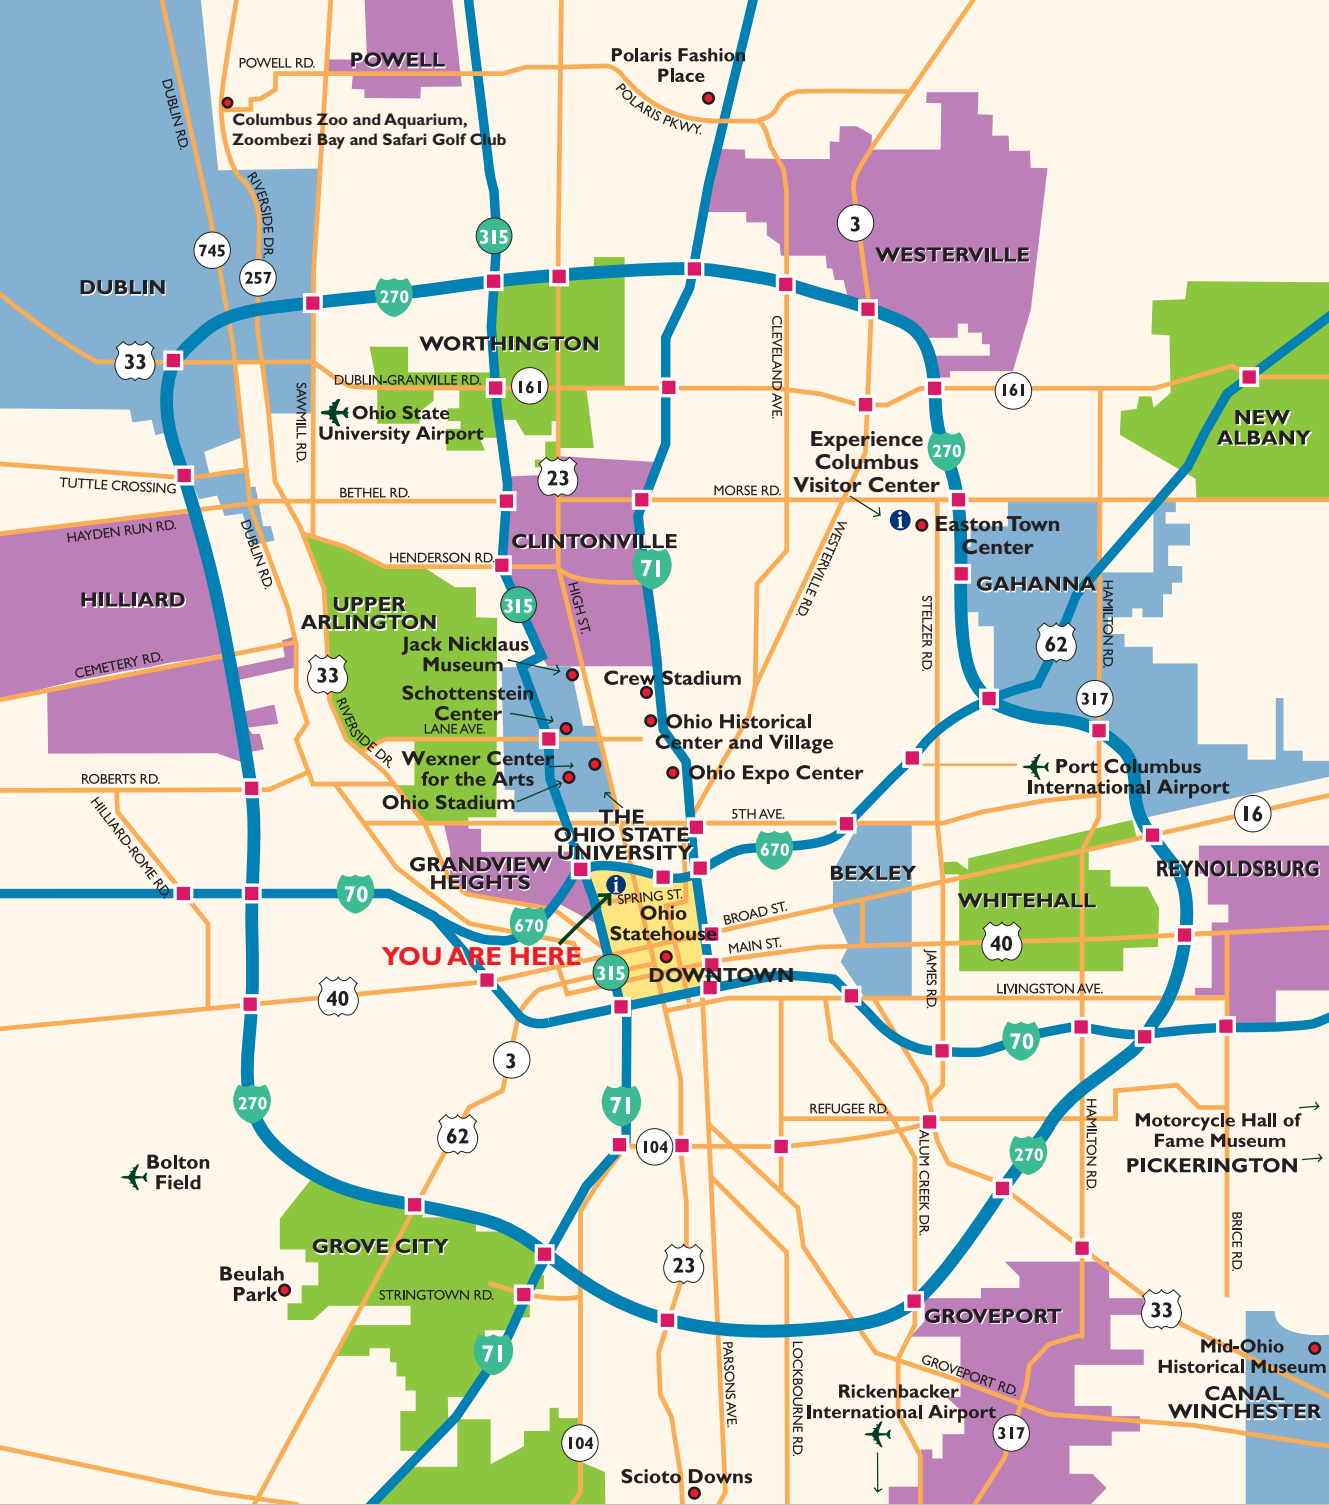 POWELL RD.
POWELL
Polaris Fashion
Place
DUBLIN RD.
POLARIS PKWY.
Columbus Zoo and Aquarium,
Zoombezi Bay and Safari Golf Club
RIVERSIDE DR.
745
257
315
3
WESTERVILLE
DUBLIN
270
33
WORTHINGTON
CLEVELAND AVE.
DUBLIN-GRANVILLE RD.
161
161
SAWMILL RD.
Ohio State
University Airport
NEW
ALBANY
Experience
Columbus
Visitor Center
270
TUTTLE CROSSING
BETHEL RD.
23
MORSE RD.
HAYDEN RUN RD.
DUBLIN RD.
i
Easton Town
Center
HENDERSON RD.
CLINTONVILLE
71
WESTERVILLE RD.
GAHANNA
HILLIARD
UPPER
ARLINGTON
315
HIGH ST.
STELZER RD.
HAMILTON RD.
62
CEMETERY RD.
33
Jack Nicklaus
Museum
Crew Stadium
Schottenstein
Center
317
RIVERSIDE DR.
LANE AVE.
Ohio Historical
Center and Village
Wexner Center
for the Arts
Ohio Expo Center
Port Columbus
International Airport
ROBERTS RD.
Ohio Stadium
HILLIARD-ROME RD.
THE
OHIO STATE
UNIVERSITY
5TH AVE.
16
670
GRANDVIEW
HEIGHTS
BEXLEY
REYNOLDSBURG
70
i
SPRING ST.
WHITEHALL
670
Ohio
Statehouse
BROAD ST.
YOU ARE HERE
MAIN ST.
40
315
DOWNTOWN
JAMES RD.
40
LIVINGSTON AVE.
3
70
270
71
REFUGEE RD.
62
104
ALUM CREEK DR.
HAMILTON RD.
Motorcycle Hall of
Fame Museum
PICKERINGTON
270
Bolton
Field
GROVE CITY
23
BRICE RD.
Beulah
Park
STRINGTOWN RD.
GROVEPORT
33
71
PARSONS AVE.
LOCKBOURNE RD.
Mid-Ohio
Historical Museum
GROVEPORT RD.
CANAL
WINCHESTER
Rickenbacker
International Airport
317
104
Scioto Downs